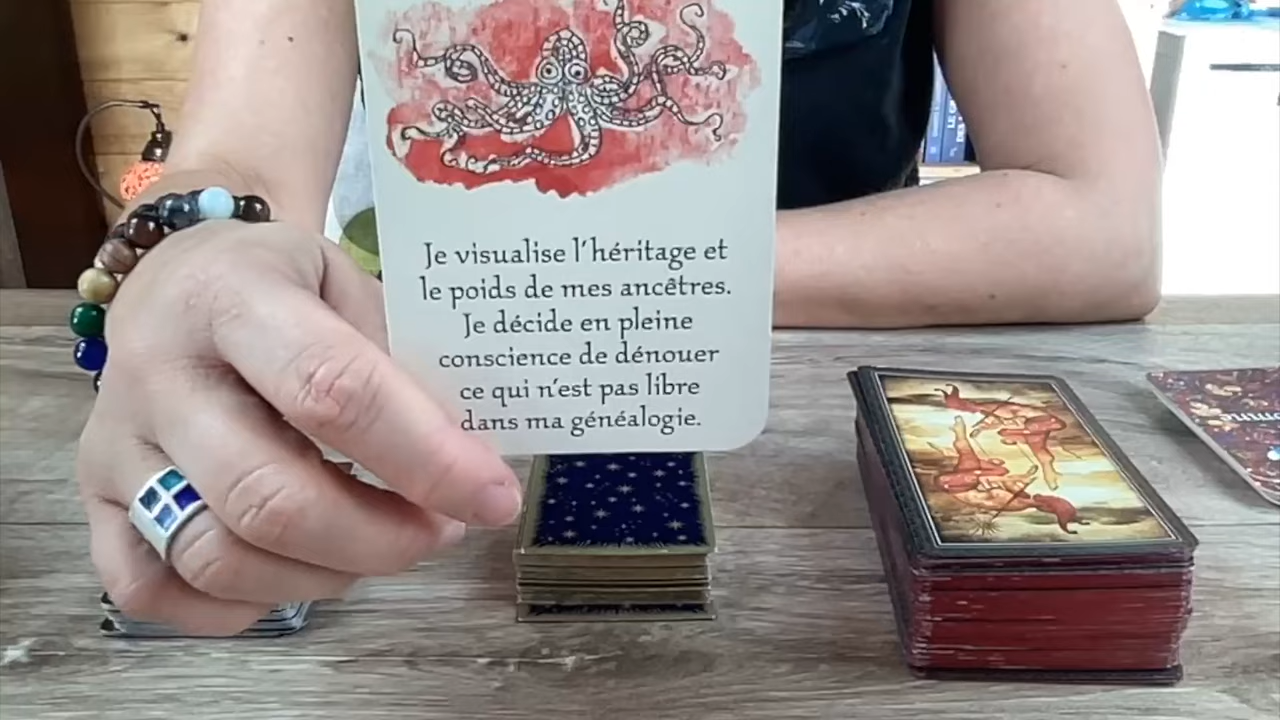 Je visualise l'héritage et
le poids de mes ancêtres.
Je décide en pleine
conscience de dénouer
ce qui n'est pas libre
dans ma généalogie.